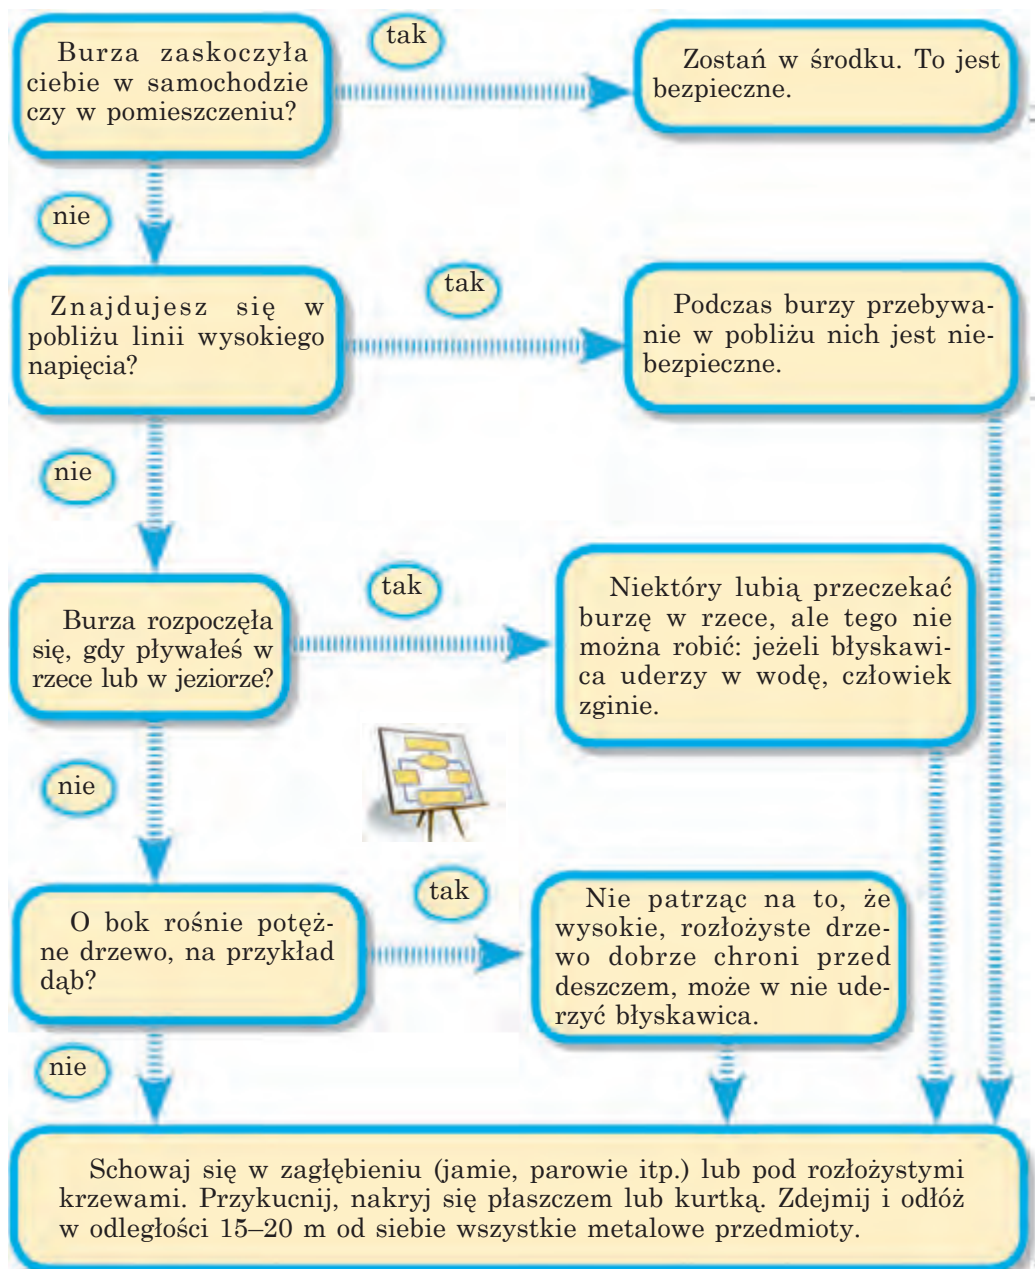 Burza zaskoczyła
ciebie w samochodzie
czy w pomieszczeniu?
tak
Zostań w środku. To jest
bezpieczne.
nie
Znajdujesz się w
pobliżu linii wysokiego
napięcia?
tak
Podczas burzy przebywa-
nie w pobliżu nich jest nie-
bezpieczne.
nie
Burza rozpoczęła
się, gdy pływałeś w
rzece lub w jeziorze?
tak
Niektóry lubią przeczekać
burzę w rzece, ale tego nie
można robić: jeżeli błyskawi-
ca uderzy w wodę, człowiek
zginie.
nie
O bok rośnie potęż-
ne drzewo, na przykład
dąb?
tak
Nie patrząc na to, że
wysokie, rozłożyste drze-
wo dobrze chroni przed
deszczem, może w nie ude-
rzyć błyskawica.
nie
Schowaj się w zagłębieniu (jamie, parowie itp.) lub pod rozłożystymi
krzewami. Przykucnij, nakryj się płaszczem lub kurtką. Zdejmij i odłóż
w odległości 15–20 m od siebie wszystkie metalowe przedmioty.